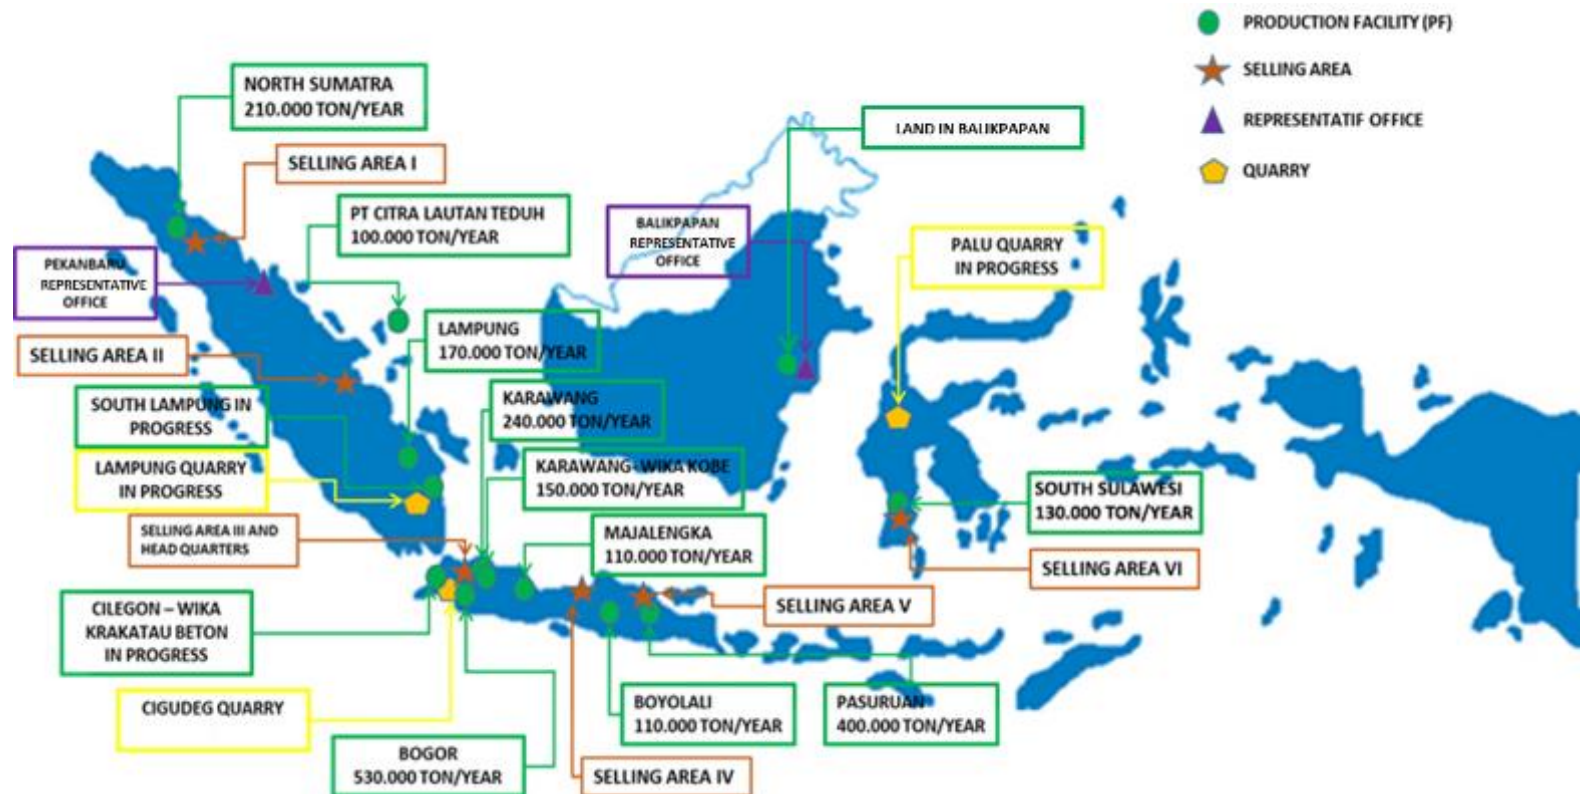 PRODUCTION FACILITY (PF)
SELLING AREA
REPRESENTATIF OFFICE
QUARRY
NORTH SUMATRA
210.000 TON/YEAR
SELLING AREA I
PT CITRA LAUTAN TEDUH
100.000 TON/YEAR
LAND IN BALIKPAPAN
BALIKPAPAN
REPRESENTATIVE
OFFICE
PALU QUARRY
IN PROGRESS
PEKANBARU
REPRESENTATIVE
OFFICE
LAMPUNG
170.000 TON/YEAR
SELLING AREA II
SOUTH LAMPUNG IN
PROGRESS
KARAWANG
240.000 TON/YEAR
LAMPUNG QUARRY
IN PROGRESS
KARAWANG-WIKA KOBE
150.000 TON/YEAR
SOUTH SULAWESI
130.000 TON/YEAR
SELLING AREA III AND
HEAD QUARTERS
MAJALENGKA
110.000 TON/YEAR
SELLING AREA VI
CILEGON – WIKA
KRAKATAU BETON
IN PROGRESS
SELLING AREA V
CIGUDEG QUARRY
BOYOLALI
110.000 TON/YEAR
PASURUAN
400.000 TON/YEAR
BOGOR
530.000 TON/YEAR
SELLING AREA IV